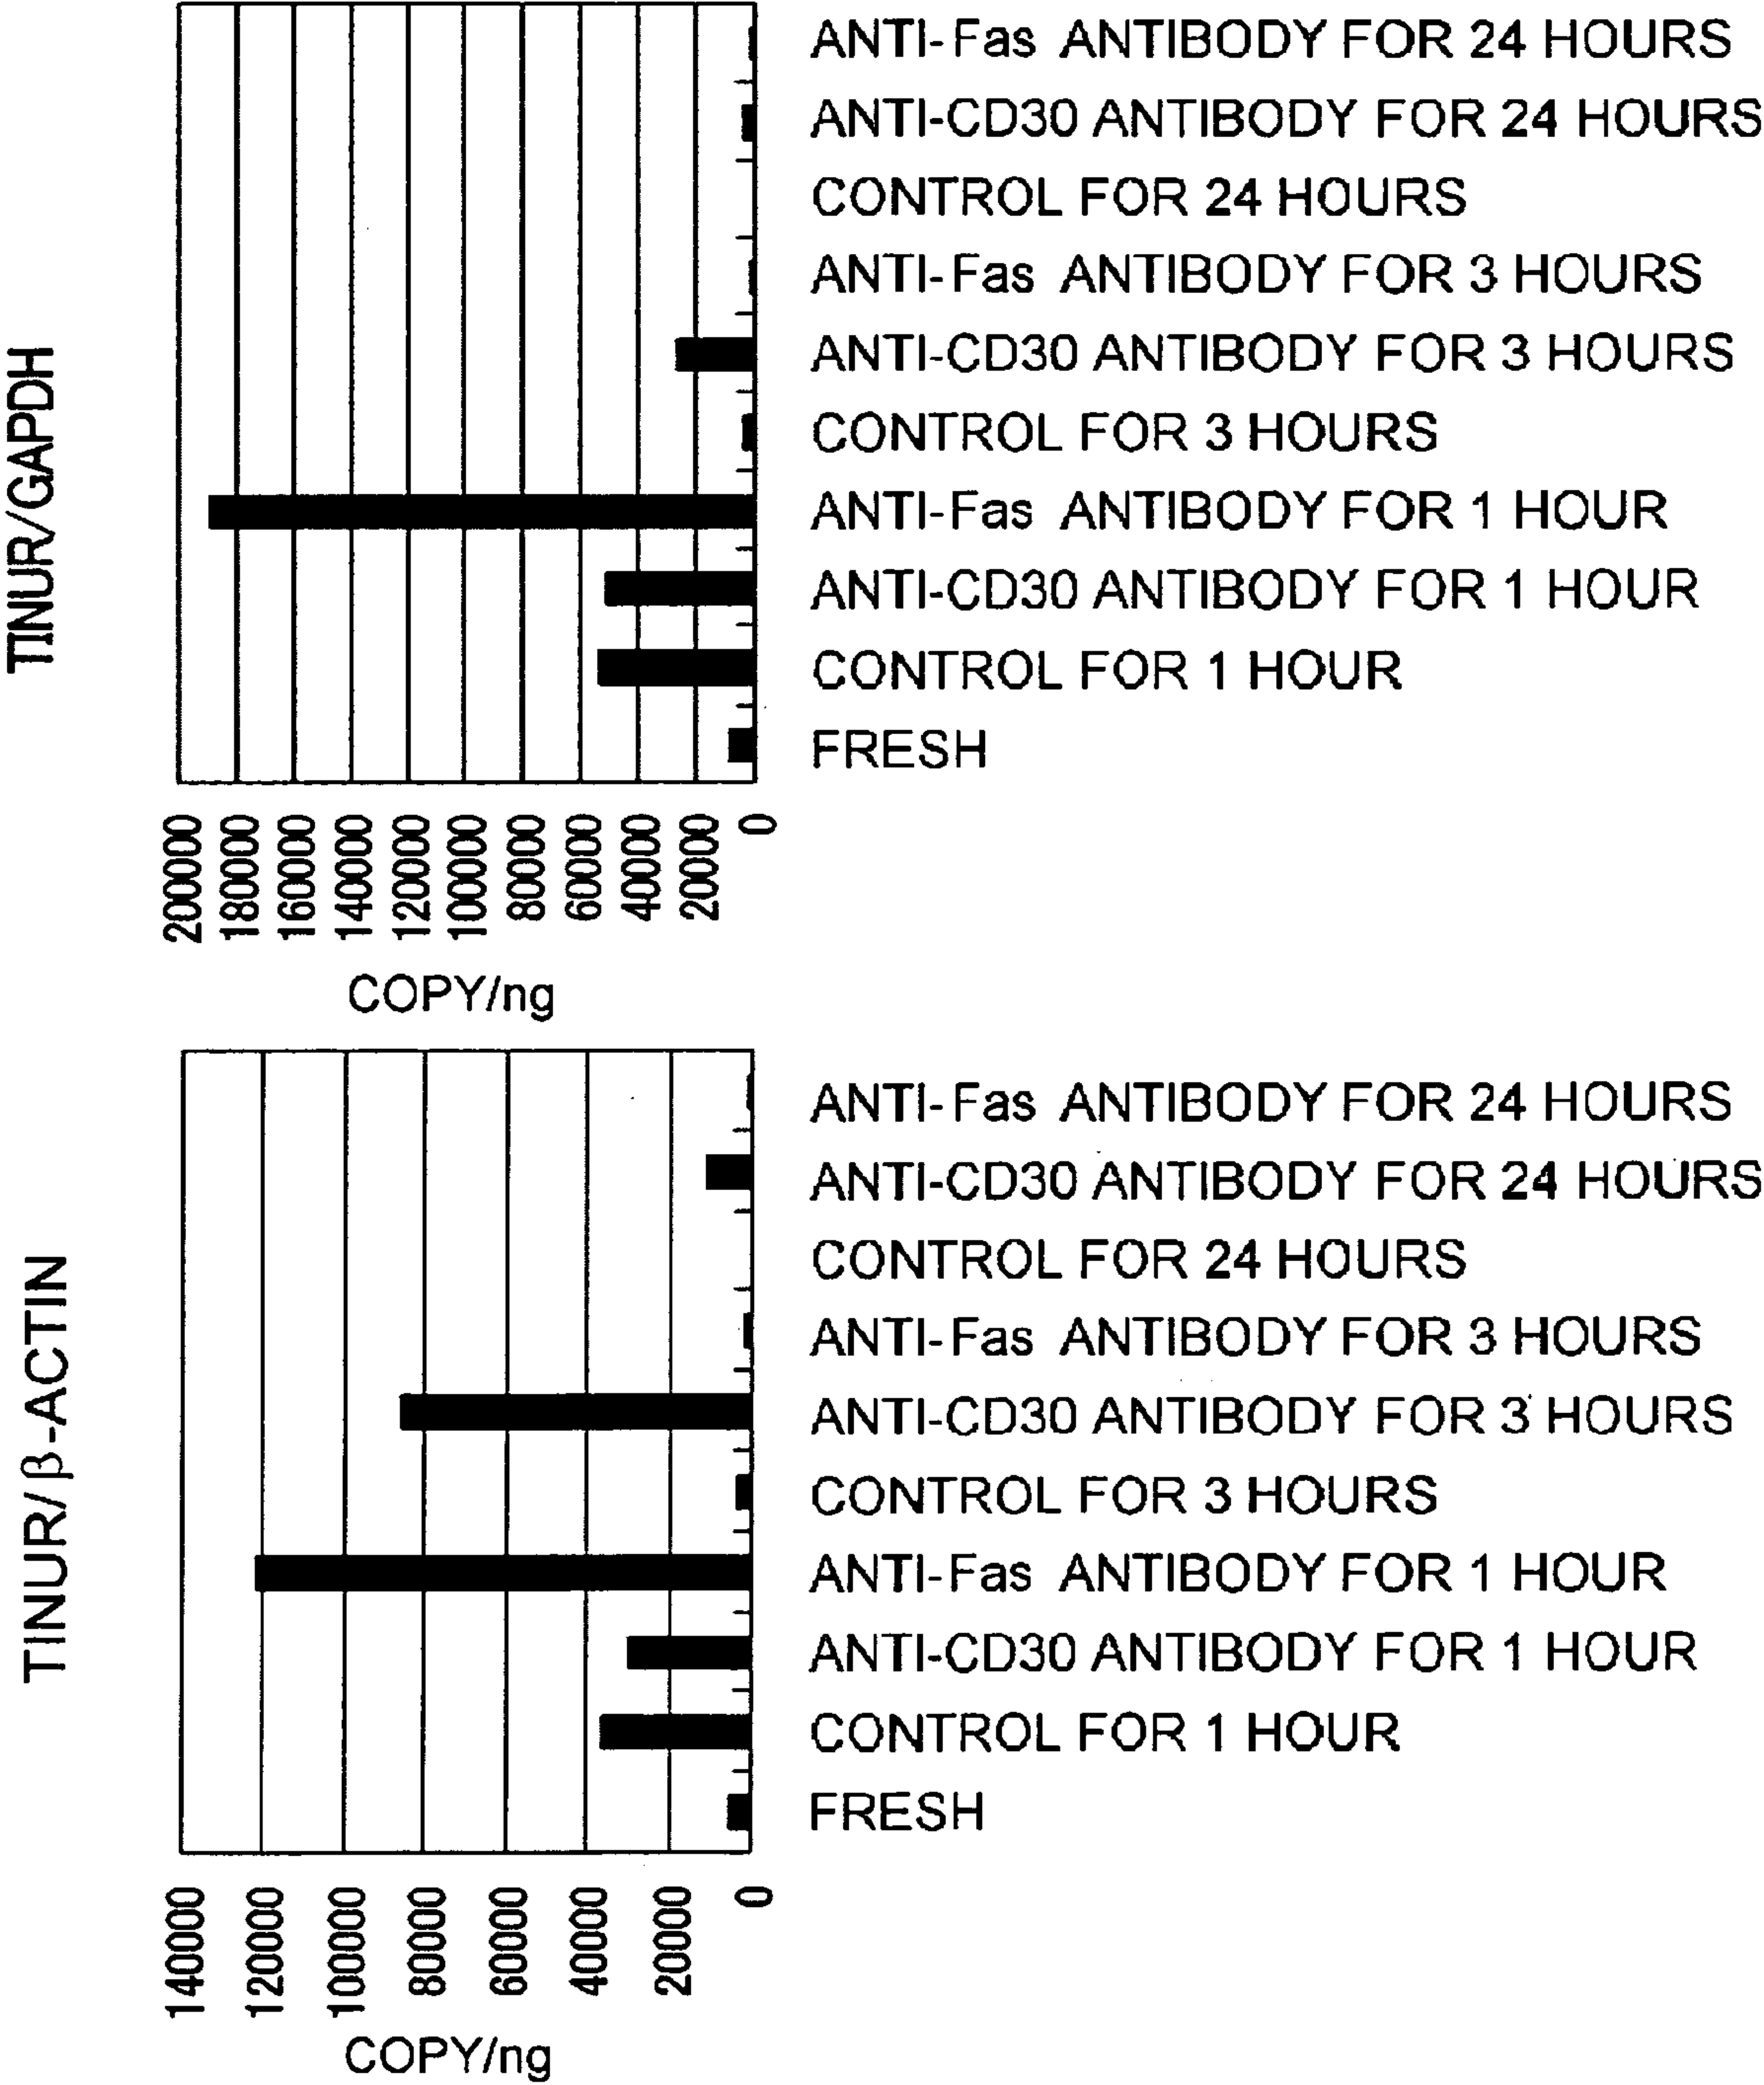 TINUR/β-ACTIN
COPY/ng
140000
120000
100000
80000
60000
40000
20000
0
FRESH
CONTROL FOR 1 HOUR
ANTI-CD30 ANTIBODY FOR 1 HOUR
ANTI-Fas ANTIBODY FOR 1 HOUR
CONTROL FOR 3 HOURS
ANTI-CD30 ANTIBODY FOR 3 HOURS
ANTI-Fas ANTIBODY FOR 3 HOURS
CONTROL FOR 24 HOURS
ANTI-CD30 ANTIBODY FOR 24 HOURS
ANTI-Fas ANTIBODY FOR 24 HOURS
TINUR/GAPDH
COPY/ng
200000
180000
160000
140000
120000
100000
80000
60000
40000
20000
0
FRESH
CONTROL FOR 1 HOUR
ANTI-CD30 ANTIBODY FOR 1 HOUR
ANTI-Fas ANTIBODY FOR 1 HOUR
CONTROL FOR 3 HOURS
ANTI-CD30 ANTIBODY FOR 3 HOURS
ANTI-Fas ANTIBODY FOR 3 HOURS
CONTROL FOR 24 HOURS
ANTI-CD30 ANTIBODY FOR 24 HOURS
ANTI-Fas ANTIBODY FOR 24 HOURS